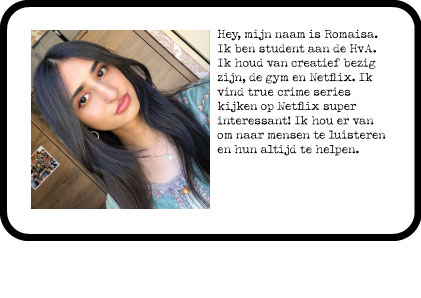 Hey, mijn naam is Romaisa.
Ik ben student aan de HvA.
Ik houd van creatief bezig
zijn, de gym en Netflix. Ik
vind true crime series
kijken op Netflix super
interessant! Ik hou er van
om naar mensen te luisteren
en hun altijd te helpen.